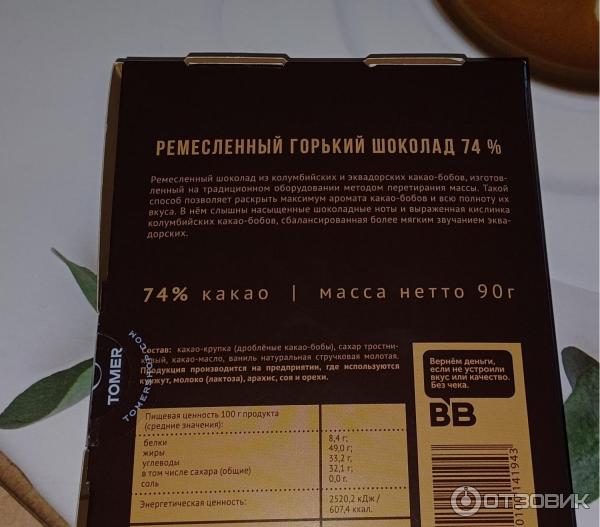 РЕМЕСЛЕННЫЙ ГОРЬКИЙ ШОКОЛАД 74 %
Ремесленный шоколад из колумбийских и эквадорских какао-бобов, изготов-
ленный на традиционном оборудовании методом перетирания массы. Такой
способ позволяет раскрыть максимум аромата какао-бобов и всю полноту их
вкуса. В нём слышны насыщенные шоколадные ноты и выраженная кислинка
колумбийских какао-бобов, сбалансированная более мягким звучанием эква-
дорских.
74% какао | масса нетто 90г
Состав: какао-крупка (дроблёные какао-бобы), сахар тростни-
какао-масло, ваниль натуральная стручковая молотая.
Продукция производится на предприятии, где используются
кунжут, молоко (лактоза), арахис, соя и орехи.
TOMER
TOMERSHOP.COM
Вернём деньги,
если не устроили
вкус или качество.
Без чека.
BB
Пищевая ценность 100 г продукта
(средние значения):
белки 8,4 г;
жиры 49,0 г;
углеводы 33,2 г;
в том числе сахара (общие) 32,1 г;
соль 0,0 г.
Энергетическая ценность: 2520,2 кДж /
607,4 ккал.
141943
ОТЗОВИК